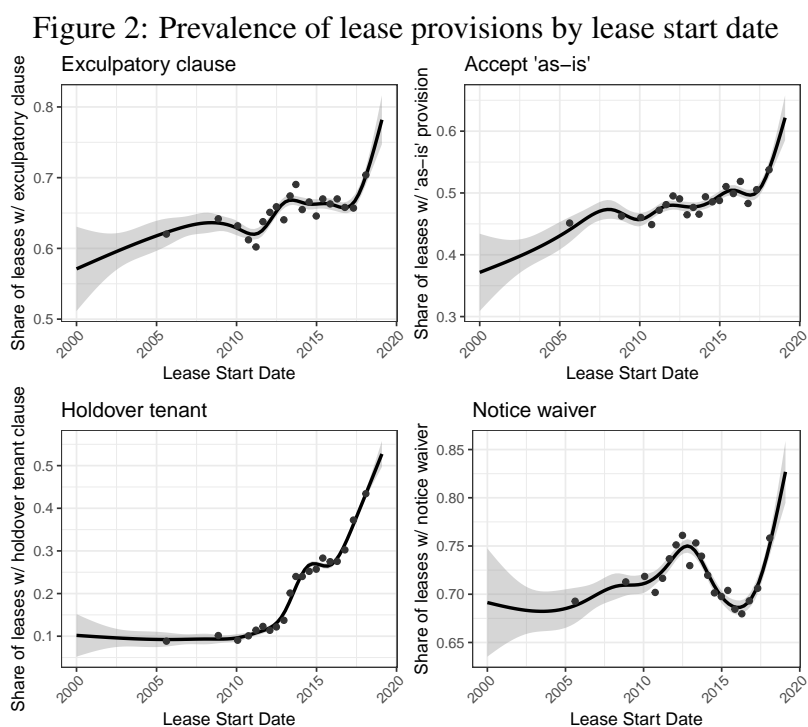 Figure 2: Prevalence of lease provisions by lease start date
Exculpatory clause
Share of leases w/ exculpatory clause
0.8
0.7
0.6
0.5
2000
2005
2010
2015
2020
Lease Start Date
Accept 'as−is'
Share of leases w/ 'as−is' provision
0.6
0.5
0.4
0.3
2000
2005
2010
2015
2020
Lease Start Date
Holdover tenant
Share of leases w/ holdover tenant clause
0.5
0.4
0.3
0.2
0.1
2000
2005
2010
2015
2020
Lease Start Date
Notice waiver
Share of leases w/ notice waiver
0.85
0.80
0.75
0.70
0.65
2000
2005
2010
2015
2020
Lease Start Date